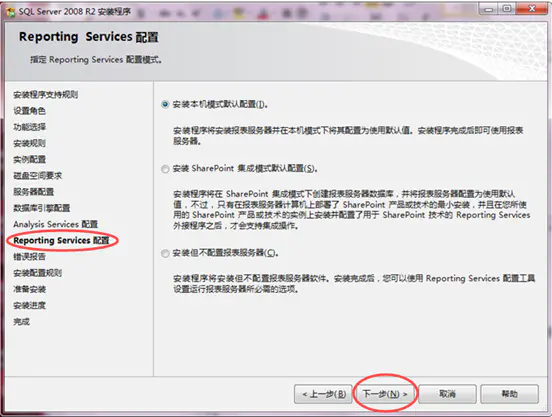 SQL Server 2008 R2 安装程序
Reporting Services 配置
指定 Reporting Services 配置模式。
安装程序支持规则
设置角色
功能选择
安装规则
实例配置
磁盘空间要求
服务器配置
数据库引擎配置
Analysis Services 配置
Reporting Services 配置
错误报告
安装配置规则
准备安装
安装进度
完成
安装本机模式默认配置(I)。
安装程序将安装报表服务器并在本机模式下将其配置为使用默认值。安装程序完成后即可使用报表
服务器。
安装 SharePoint 集成模式默认配置(S)。
安装程序将在 SharePoint 集成模式下创建报表服务器数据库，并将报表服务器配置为使用默认
值，不过，只有在报表服务器计算机上部署了 SharePoint 产品或技术的最小安装，并且在您所使
用的 SharePoint 产品或技术的实例上安装并配置了用于 SharePoint 技术的 Reporting Services
外接程序之后，才会支持集成操作。
安装但不配置报表服务器(C)。
安装程序将安装但不配置报表服务器软件。安装完成后，您可以使用 Reporting Services 配置工具
设置运行报表服务器所必需的选项。
< 上一步(B)
下一步(N) >
取消
帮助